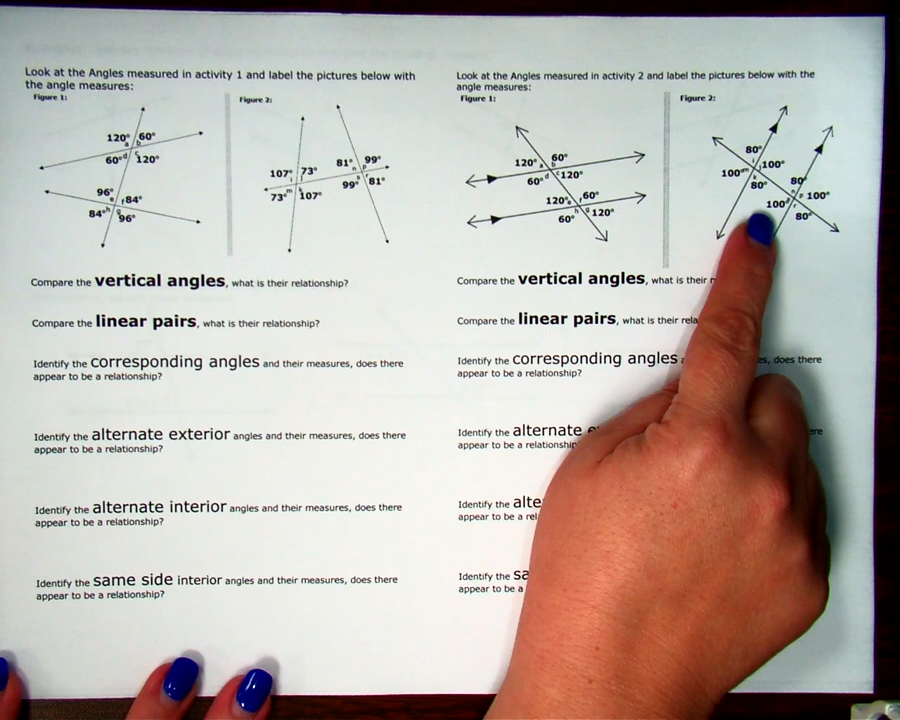 Look at the Angles measured in activity 1 and label the pictures below with
the angle measures:
Figure 1:
Figure 2:
120° 60°
60° 120°
96° 84°
84° 96°
107° 73°
73° 107°
81° 99°
99° 81°
Compare the vertical angles, what is their relationship?
Compare the linear pairs, what is their relationship?
Identify the corresponding angles and their measures, does there
appear to be a relationship?
Identify the alternate exterior angles and their measures, does there
appear to be a relationship?
Identify the alternate interior angles and their measures, does there
appear to be a relationship?
Identify the same side interior angles and their measures, does there
appear to be a relationship?
Look at the Angles measured in activity 2 and label the pictures below with the
angle measures:
Figure 1:
Figure 2:
120° 60°
60° 120°
120° 60°
60° 120°
80° 100°
100° 80°
80° 100°
100° 80°
Compare the vertical angles, what is their
Compare the linear pairs, what is their
Identify the corresponding angles does there
appear to be a relationship?
Identify the alternate
appear to be a relationship
Identify the
appear to be a
Identify the
appear to be a